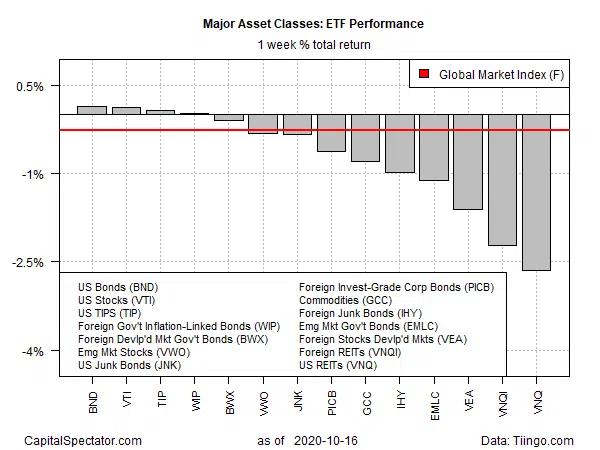 Major Asset Classes: ETF Performance
1 week % total return
Global Market Index (F)
0.5%
-1%
-2.5%
-4%
US Bonds (BND)
US Stocks (VTI)
US TIPS (TIP)
Foreign Gov't Inflation-Linked Bonds (WIP)
Foreign Devlp'd Mkt Gov't Bonds (BWX)
Emg Mkt Stocks (VWO)
US Junk Bonds (JNK)
Foreign Invest-Grade Corp Bonds (PICB)
Commodities (GCC)
Foreign Junk Bonds (IHY)
Emg Mkt Gov't Bonds (EMLC)
Foreign Stocks Devlp'd Mkts (VEA)
Foreign REITs (VNQI)
US REITs (VNQ)
BND
VTI
TIP
WIP
BWX
VWO
JNK
PICB
GCC
IHY
EMLC
VEA
VNQI
VNQ
CapitalSpectator.com
as of 2020-10-16
Data: Tiingo.com